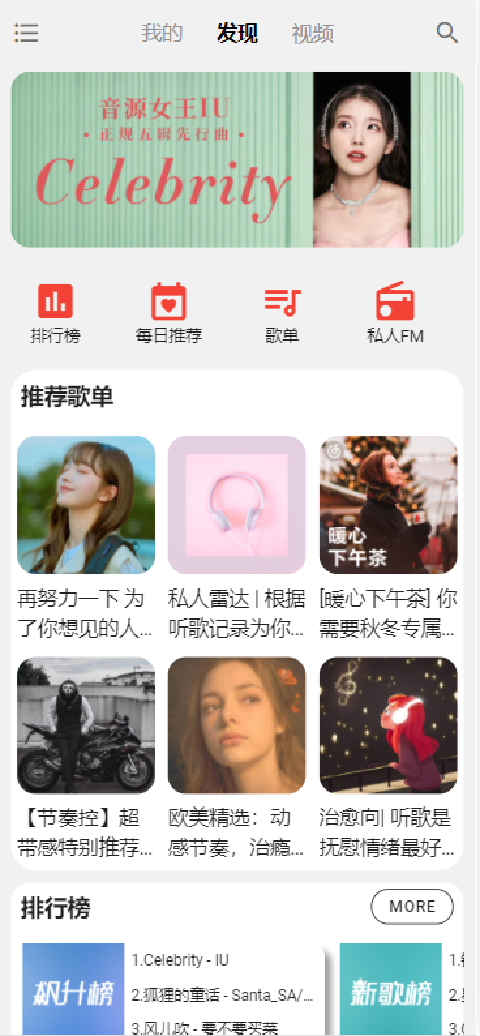 我的
发现
视频
音源女王IU
·正规五辑先行曲·
Celebrity
排行榜
每日推荐
歌单
私人FM
推荐歌单
再努力一下 为
了你想见的人...
私人雷达 | 根据
听歌记录为你...
暖心
下午茶
[暖心下午茶] 你
需要秋冬专属...
【节奏控】超
带感特别推荐...
欧美精选：动
感节奏，治瘾...
治愈向| 听歌是
抚慰情绪最好...
排行榜
MORE
飙升榜
1.Celebrity - IU
2.狐狸的童话 - Santa_SA/...
3.风儿吹 - 要不要买菜
新歌榜